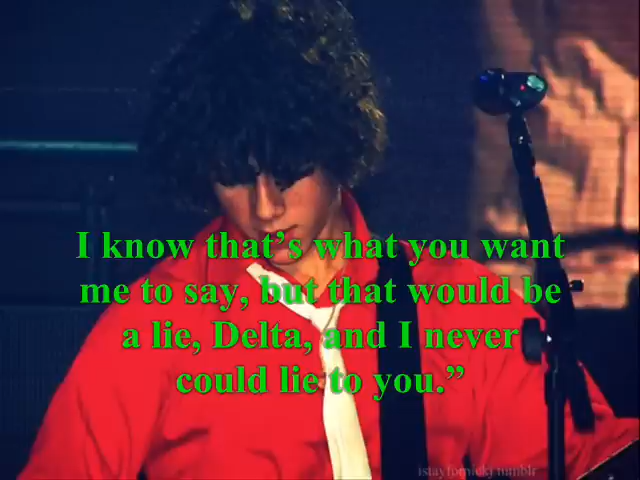 I know that’s what you want
me to say, but that would be
a lie, Delta, and I never
could lie to you.”
istayfornickj.tumblr